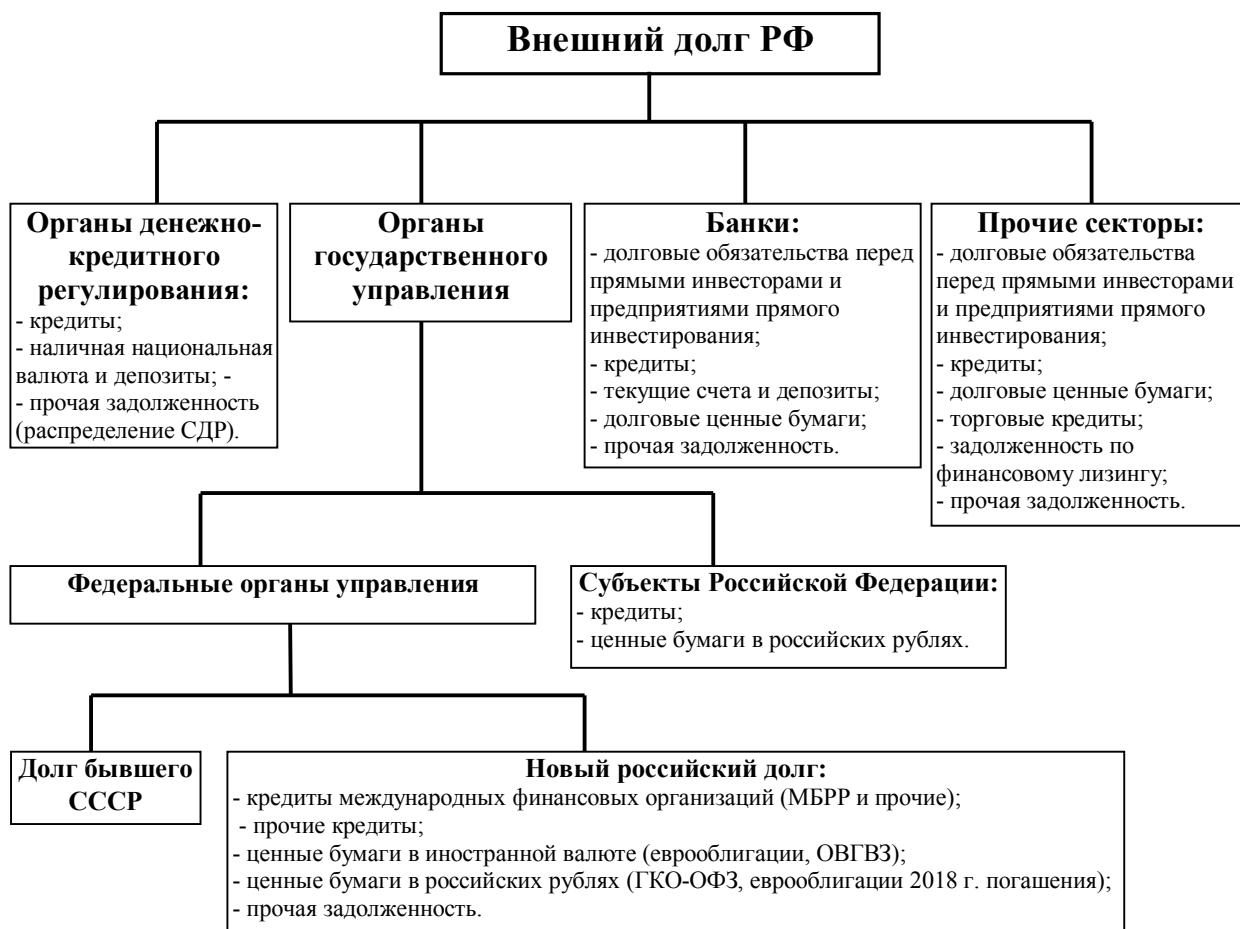 Внешний долг РФ
Органы денежно-
кредитного
регулирования:
- кредиты;
- наличная национальная
валюта и депозиты; -
- прочая задолженность
(распределение СДР).
Органы
государственного
управления
Банки:
- долговые обязательства перед
прямыми инвесторами и
предприятиями прямого
инвестирования;
- кредиты;
- текущие счета и депозиты;
- долговые ценные бумаги;
- прочая задолженность.
Прочие секторы:
- долговые обязательства
перед прямыми инвесторами
и предприятиями прямого
инвестирования;
- кредиты;
- долговые ценные бумаги;
- торговые кредиты;
- задолженность по
финансовому лизингу;
- прочая задолженность.
Федеральные органы управления
Субъекты Российской Федерации:
- кредиты;
- ценные бумаги в российских рублях.
Долг бывшего
СССР
Новый российский долг:
- кредиты международных финансовых организаций (МБРР и прочие);
- прочие кредиты;
- ценные бумаги в иностранной валюте (еврооблигации, ОВГВЗ);
- ценные бумаги в российских рублях (ГКО-ОФЗ, еврооблигации 2018 г. погашения);
- прочая задолженность.